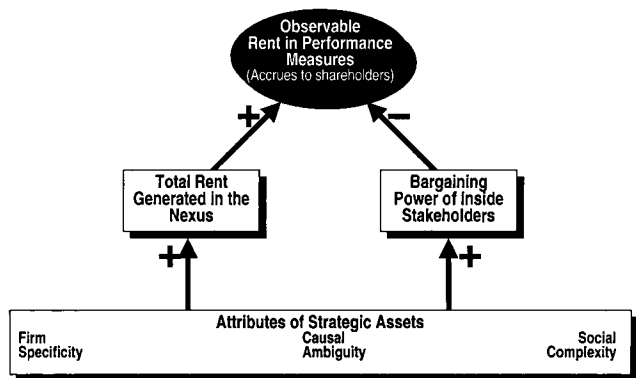 Observable
Rent in Performance
Measures
(Accrues to shareholders)
+
–
Total Rent
Generated in the
Nexus
Bargaining
Power of Inside
Stakeholders
+
+
Attributes of Strategic Assets
Firm Causal Social
Specificity Ambiguity Complexity